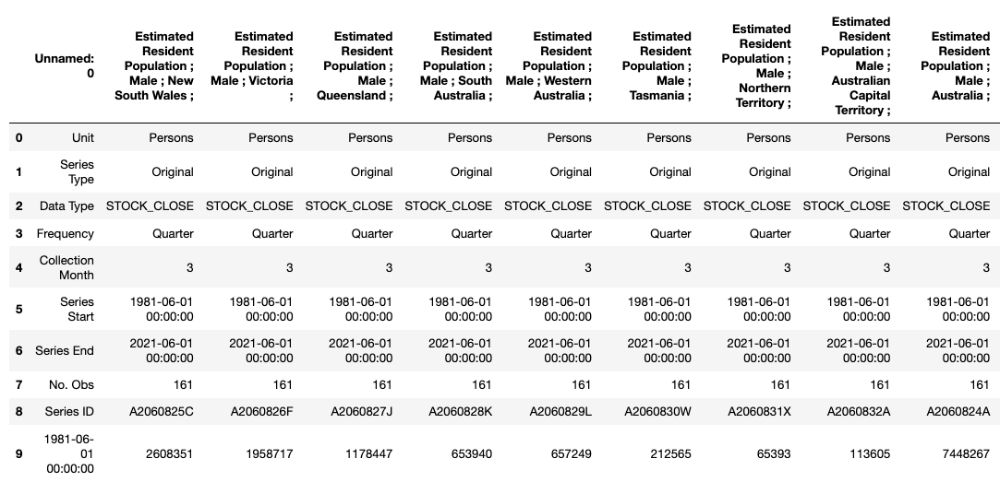 Unnamed: 0 Estimated Resident Population ; Male ; New South Wales ; Estimated Resident Population ; Male ; Victoria ; Estimated Resident Population ; Male ; Queensland ; Estimated Resident Population ; Male ; South Australia ; Estimated Resident Population ; Male ; Western Australia ; Estimated Resident Population ; Male ; Tasmania ; Estimated Resident Population ; Male ; Northern Territory ; Estimated Resident Population ; Male ; Australian Capital Territory ; Estimated Resident Population ; Male ; Australia ;
0 Unit Persons Persons Persons Persons Persons Persons Persons Persons Persons
1 Series Type Original Original Original Original Original Original Original Original Original
2 Data Type STOCK_CLOSE STOCK_CLOSE STOCK_CLOSE STOCK_CLOSE STOCK_CLOSE STOCK_CLOSE STOCK_CLOSE STOCK_CLOSE STOCK_CLOSE
3 Frequency Quarter Quarter Quarter Quarter Quarter Quarter Quarter Quarter Quarter
4 Collection Month 3 3 3 3 3 3 3 3 3
5 Series Start 1981-06-01 00:00:00 1981-06-01 00:00:00 1981-06-01 00:00:00 1981-06-01 00:00:00 1981-06-01 00:00:00 1981-06-01 00:00:00 1981-06-01 00:00:00 1981-06-01 00:00:00 1981-06-01 00:00:00
6 Series End 2021-06-01 00:00:00 2021-06-01 00:00:00 2021-06-01 00:00:00 2021-06-01 00:00:00 2021-06-01 00:00:00 2021-06-01 00:00:00 2021-06-01 00:00:00 2021-06-01 00:00:00 2021-06-01 00:00:00
7 No. Obs 161 161 161 161 161 161 161 161 161
8 Series ID A2060825C A2060826F A2060827J A2060828K A2060829L A2060830W A2060831X A2060832A A2060824A
9 1981-06-01 00:00:00 2608351 1958717 1178447 653940 657249 212565 65393 113605 7448267